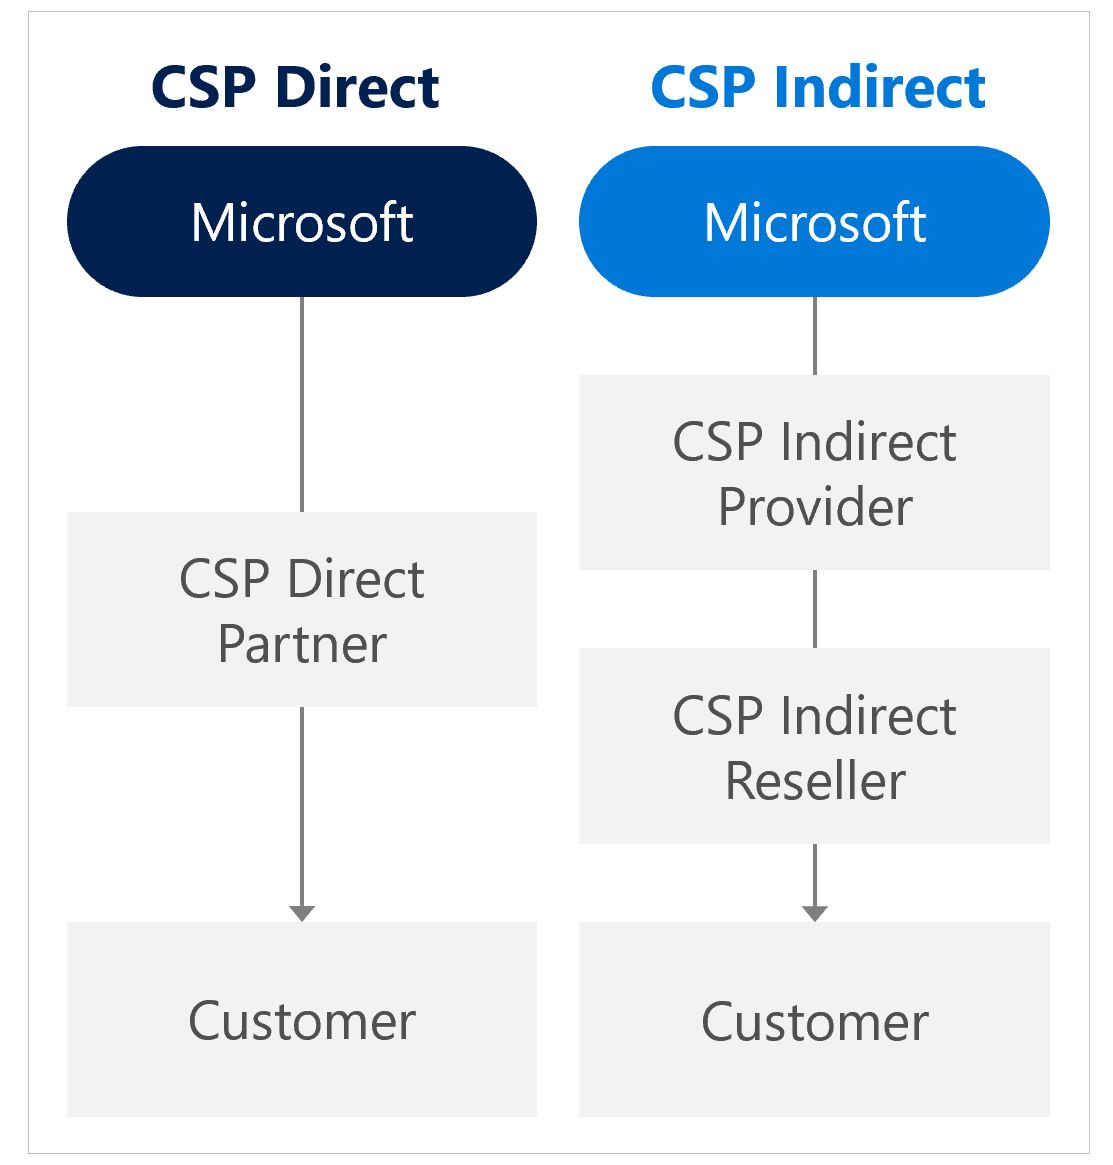 CSP Direct
Microsoft
CSP Direct
Partner
Customer
CSP Indirect
Microsoft
CSP Indirect
Provider
CSP Indirect
Reseller
Customer